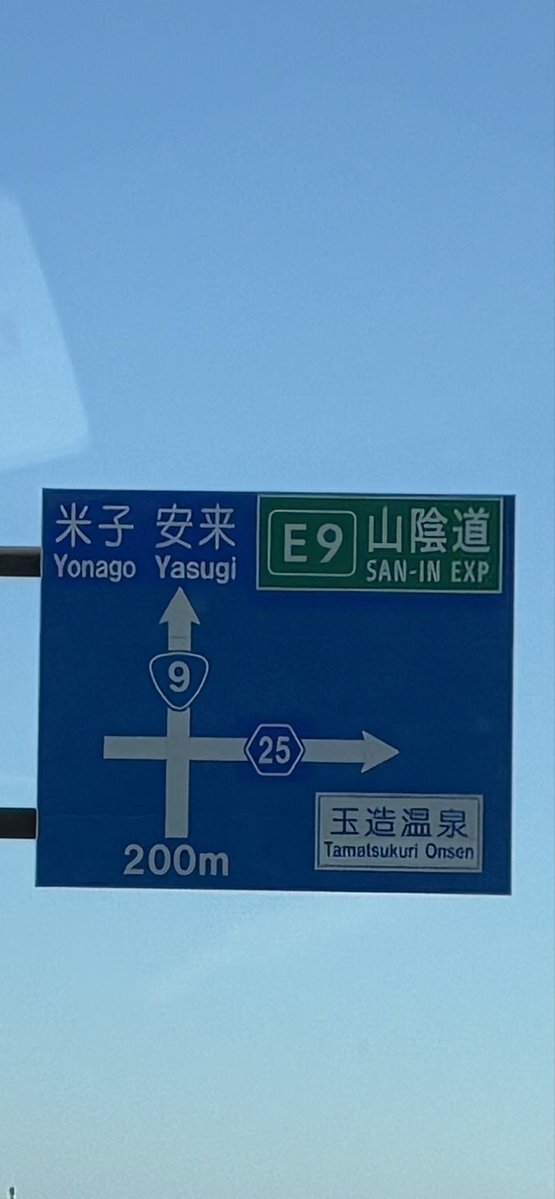 米子 安来
Yonago Yasugi
E9 山陰道
SAN-IN EXP
9
25
玉造温泉
Tamatsukuri Onsen
200m